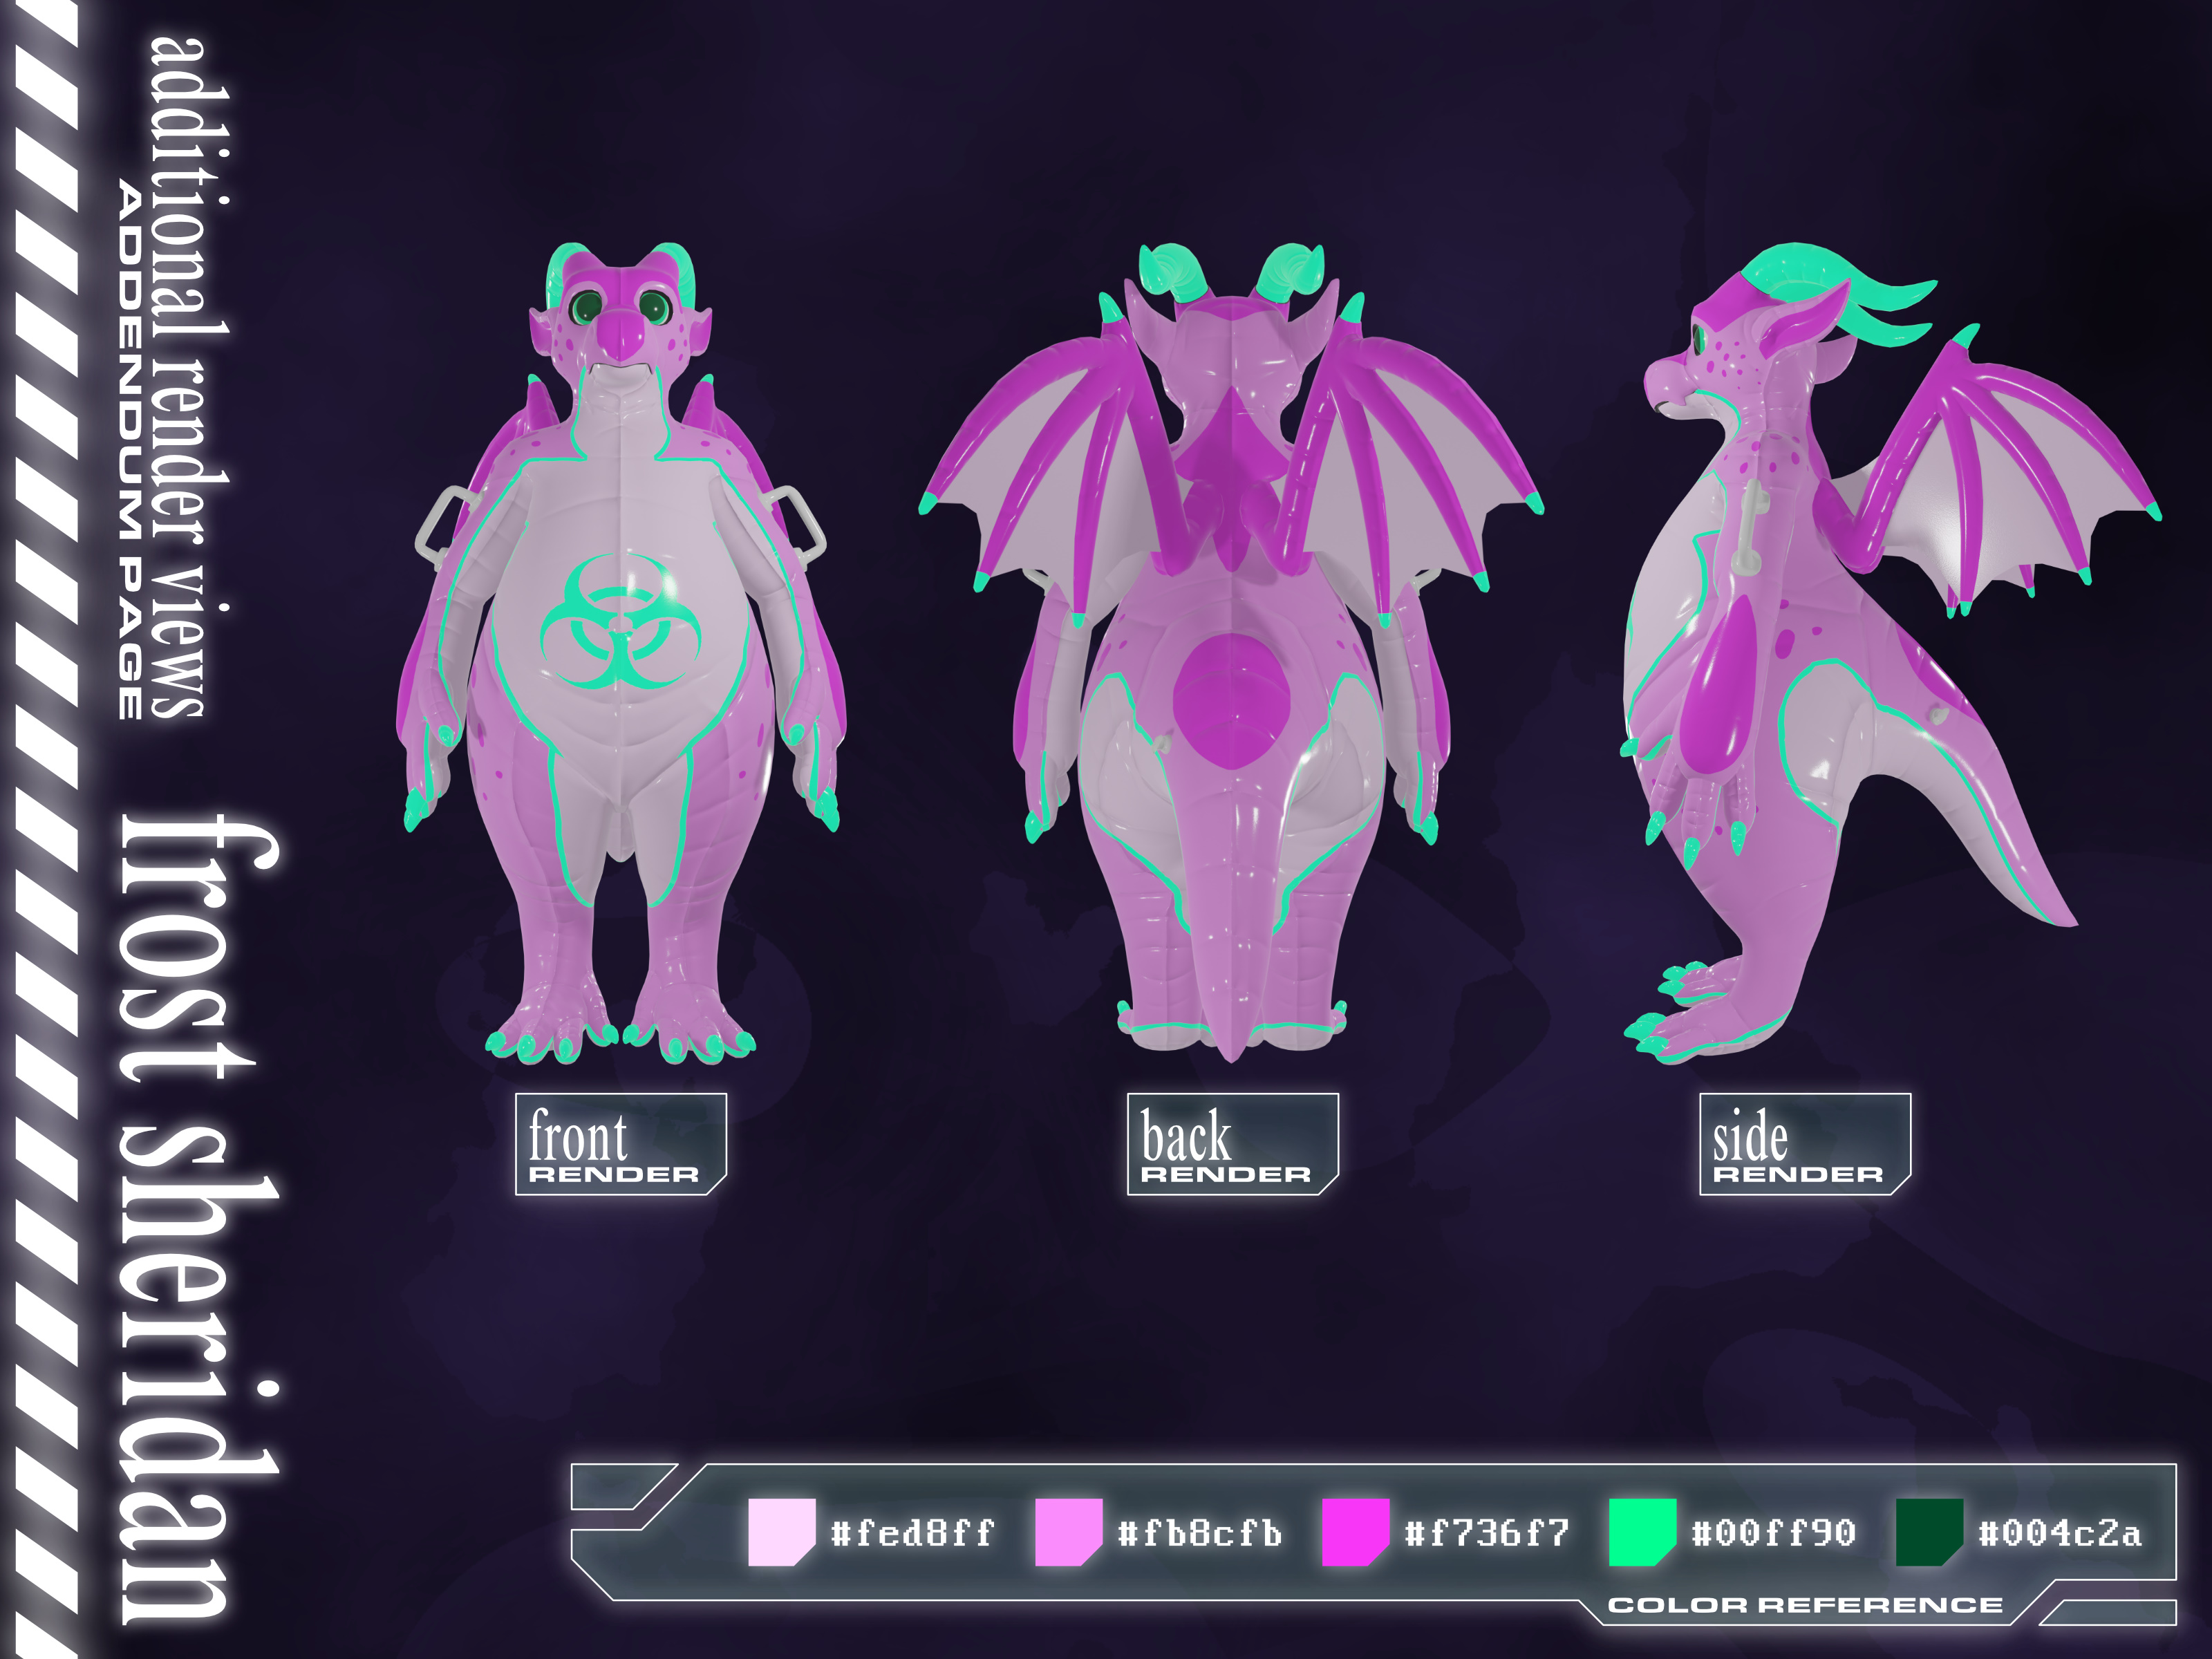 additional render views
ADDENDUM PAGE
frost sheridan
front
RENDER
back
RENDER
side
RENDER
#fed8ff
#fb8cfb
#f736f7
#00ff90
#004c2a
COLOR REFERENCE